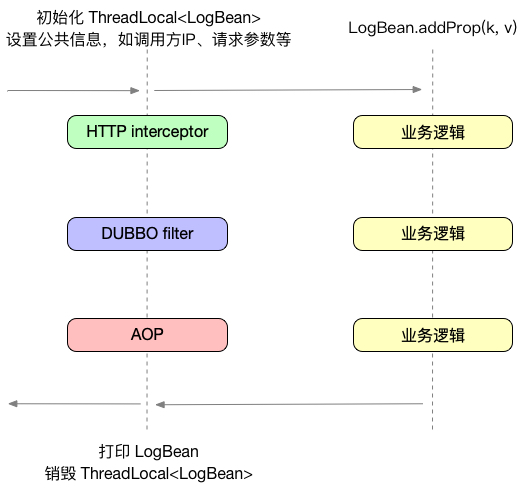 初始化 ThreadLocal<LogBean>
设置公共信息，如调用方IP、请求参数等
LogBean.addProp(k, v)
HTTP interceptor
业务逻辑
DUBBO filter
业务逻辑
AOP
业务逻辑
打印 LogBean
销毁 ThreadLocal<LogBean>